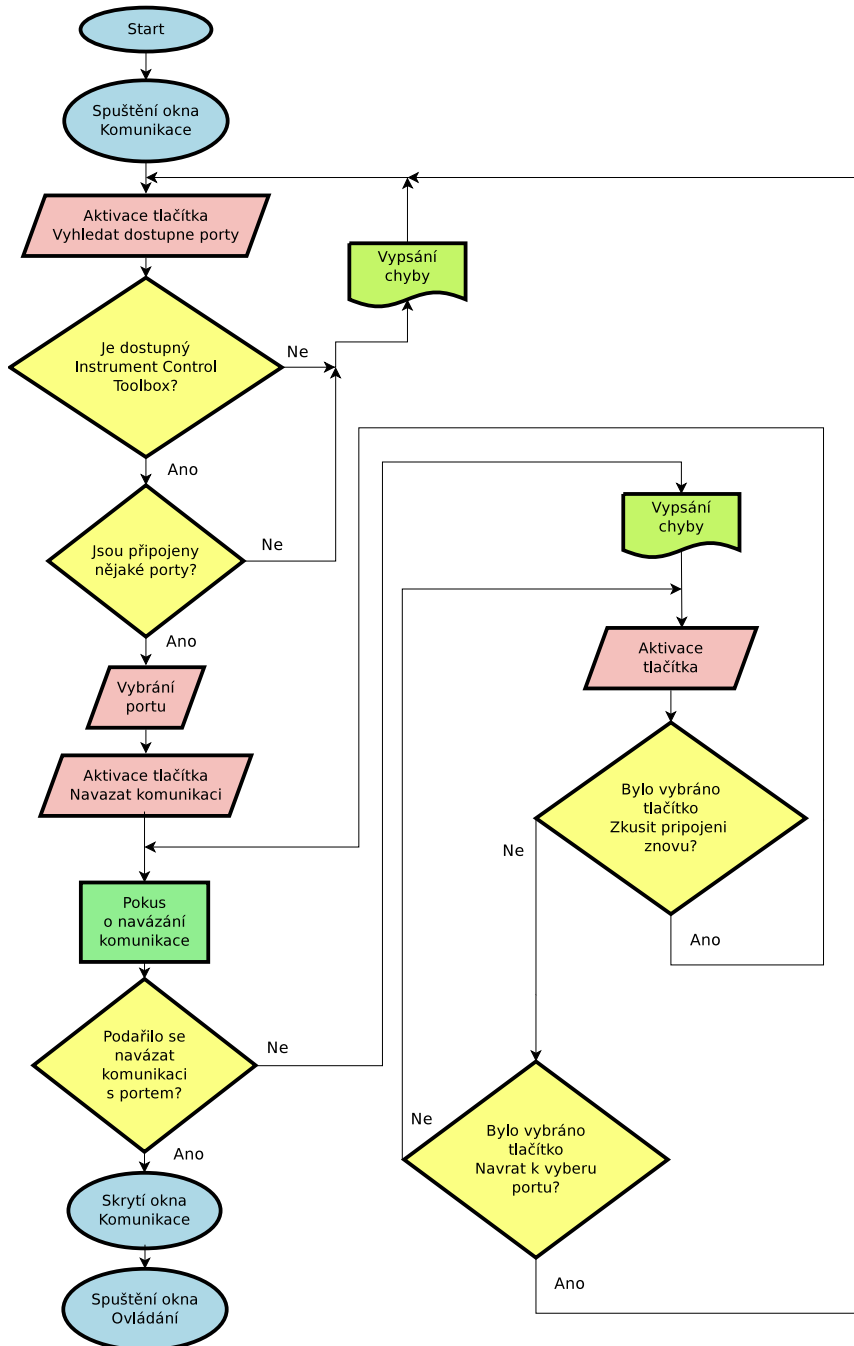 Start
Spuštění okna
Komunikace
Aktivace tlačítka
Vyhledat dostupne porty
Vypsání
chyby
Je dostupný
Instrument Control
Toolbox?
Ne
Ano
Jsou připojeny
nějaké porty?
Ne
Ano
Vybrání
portu
Aktivace tlačítka
Navazat komunikaci
Pokus
o navázání
komunikace
Podařilo se
navázat
komunikaci
s portem?
Ne
Ano
Skrytí okna
Komunikace
Spuštění okna
Ovládání
Vypsání
chyby
Aktivace
tlačítka
Bylo vybráno
tlačítko
Zkusit pripojeni
znovu?
Ne
Ano
Bylo vybráno
tlačítko
Navrat k vyberu
portu?
Ne
Ano